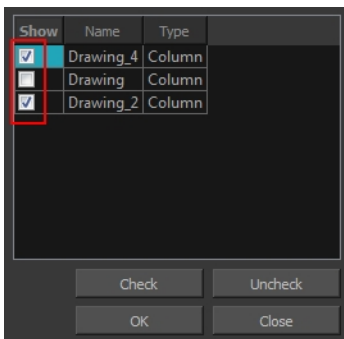 Show Name Type
Drawing_4 Column
Drawing Column
Drawing_2 Column
Check Uncheck
OK Close